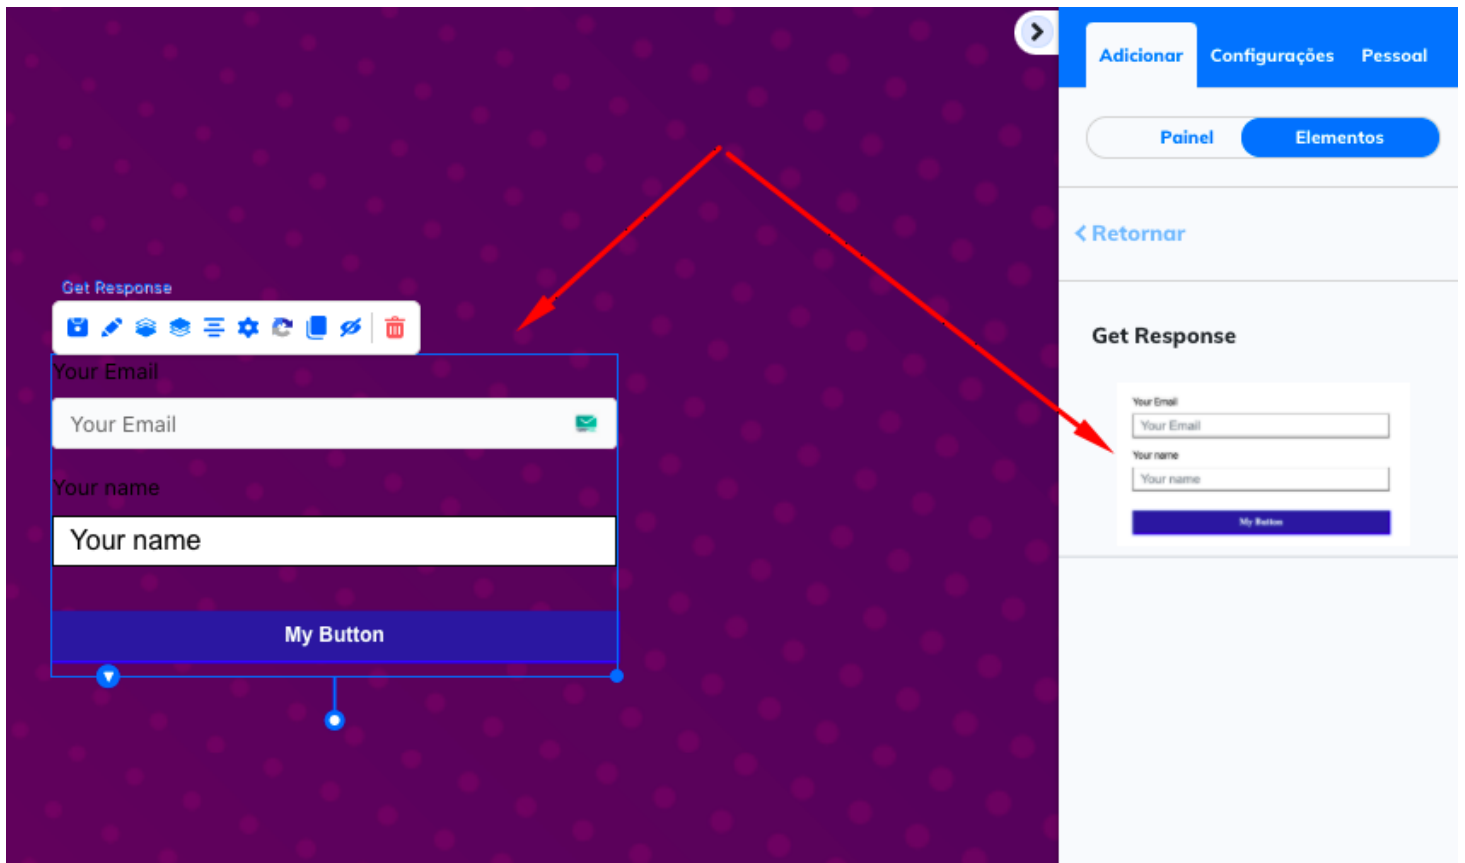 Adicionar Configurações Pessoal
Painel Elementos
Retornar
Get Response
Your Email
Your Email
Your name
Your name
My Button
Get Response
Your Email
Your Email
Your name
Your name
My Button